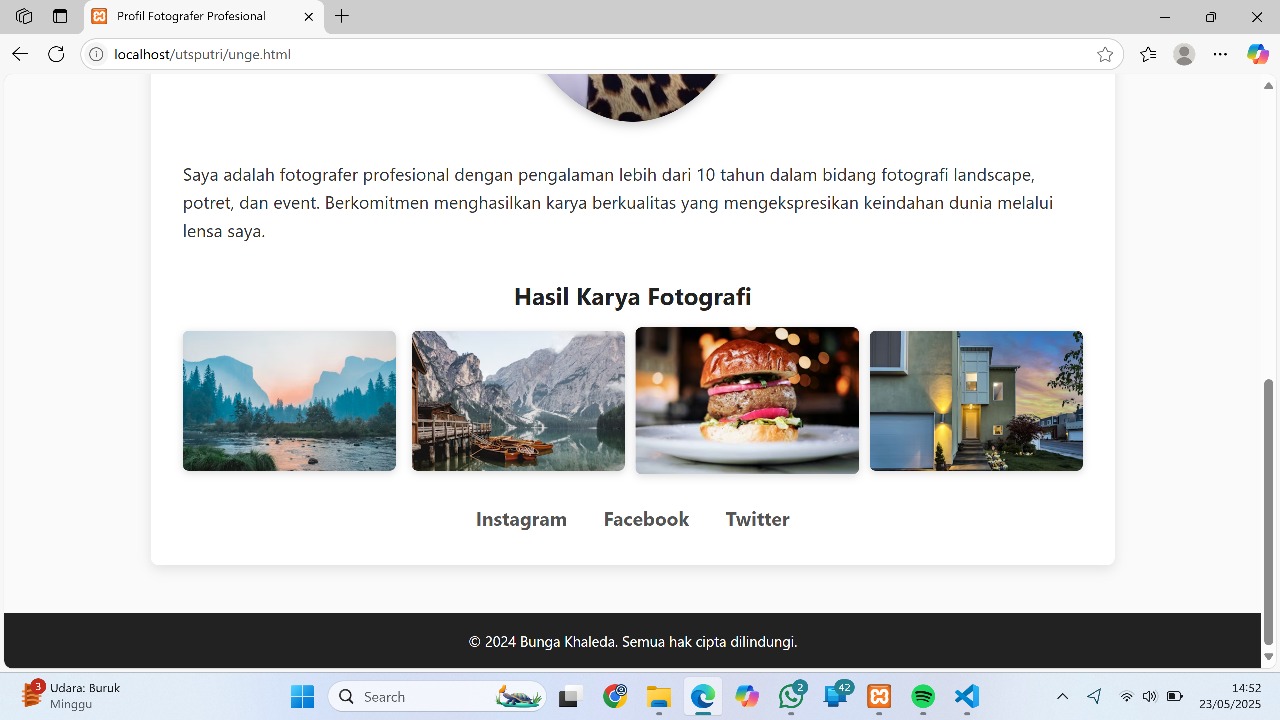 Profil Fotografer Profesional
localhost/utsputri/unge.html
Saya adalah fotografer profesional dengan pengalaman lebih dari 10 tahun dalam bidang fotografi landscape,
potret, dan event. Berkomitmen menghasilkan karya berkualitas yang mengekspresikan keindahan dunia melalui
lensa saya.
Hasil Karya Fotografi
Instagram Facebook Twitter
© 2024 Bunga Khaleda. Semua hak cipta dilindungi.
3
Udara: Buruk
Minggu
Search
2
42
14:52
23/05/2025